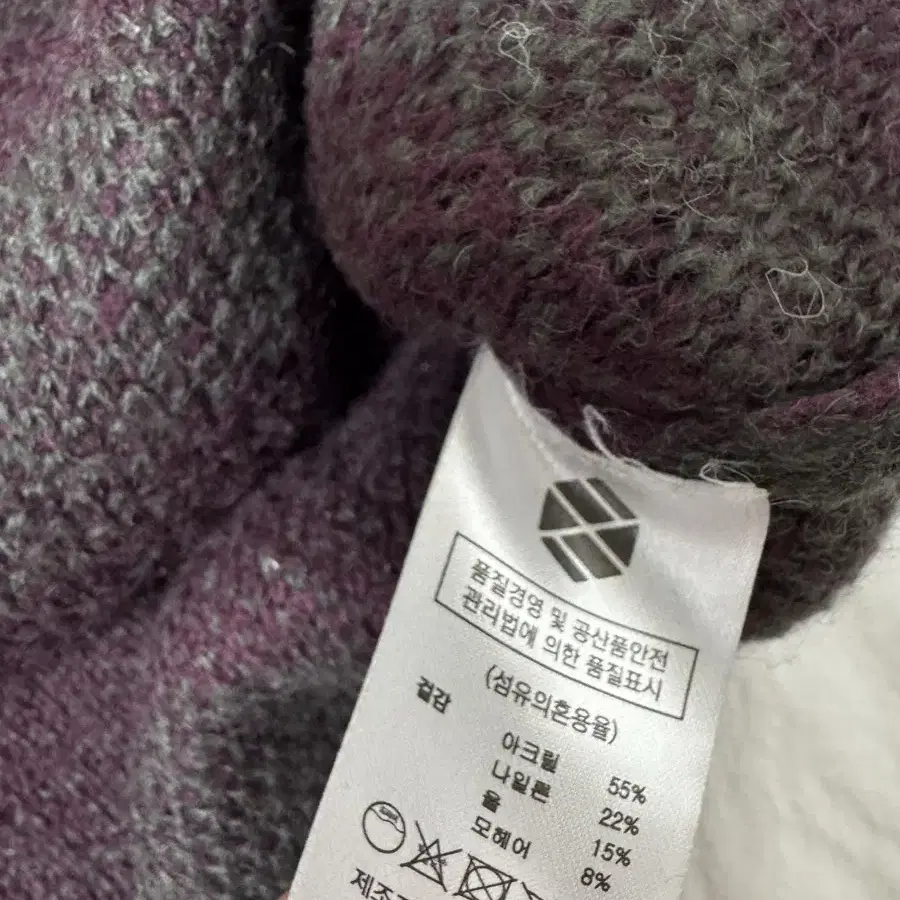 품질경영 및 공산품안전
관리법에 의한 품질표시
(섬유의혼용율)
겉감
아크릴 55%
나일론 22%
울 15%
모헤어 8%
제조